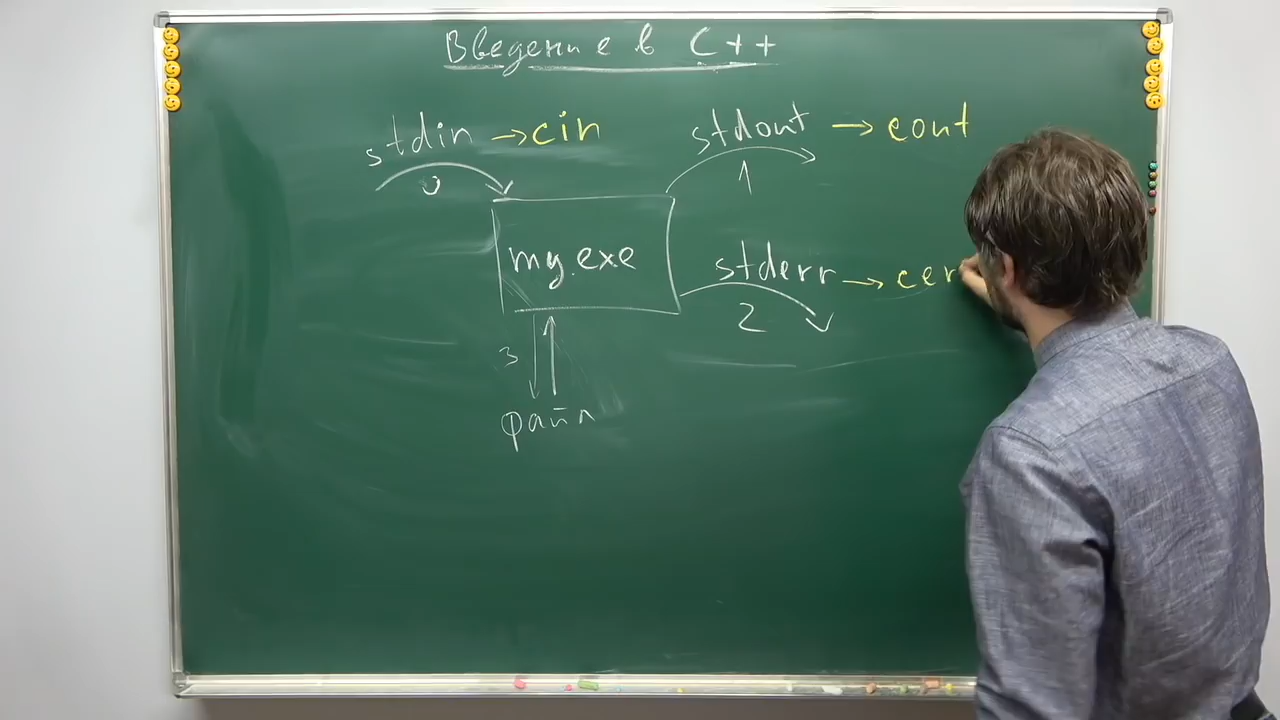 Введение в C++
stdin → cin
0
stdout → cout
1
my.exe
stderr → cer
2
3
файл